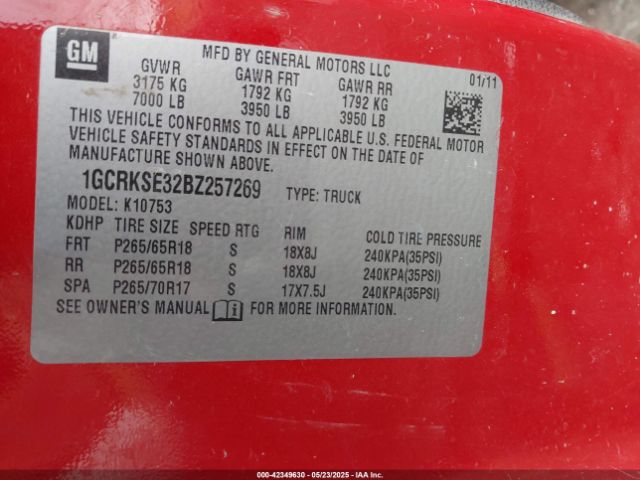 GM
MFD BY GENERAL MOTORS LLC
01/11
GVWR GAWR FRT GAWR RR
3175 KG 1792 KG 1792 KG
7000 LB 3950 LB 3950 LB
THIS VEHICLE CONFORMS TO ALL APPLICABLE U.S. FEDERAL MOTOR
VEHICLE SAFETY STANDARDS IN EFFECT ON THE DATE OF
MANUFACTURE SHOWN ABOVE.
1GCRKSE32BZ257269 TYPE: TRUCK
MODEL: K10753
KDHP TIRE SIZE SPEED RTG RIM COLD TIRE PRESSURE
FRT P265/65R18 S 18X8J 240KPA(35PSI)
RR P265/65R18 S 18X8J 240KPA(35PSI)
SPA P265/70R17 S 17X7.5J 240KPA(35PSI)
SEE OWNER'S MANUAL FOR MORE INFORMATION.
000-42349630 - 05/23/2025 - IAAI.COM